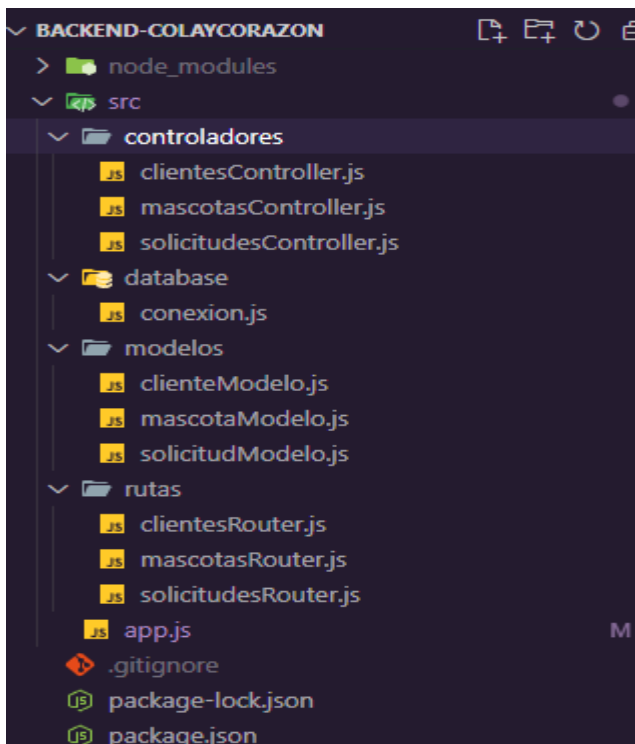 BACKEND-COLAYCORAZON
node_modules
src
controladores
JS clientesController.js
JS mascotasController.js
JS solicitudesController.js
database
JS conexion.js
modelos
JS clienteModelo.js
JS mascotaModelo.js
JS solicitudModelo.js
rutas
JS clientesRouter.js
JS mascotasRouter.js
JS solicitudesRouter.js
JS app.js M
.gitignore
package-lock.json
package.json